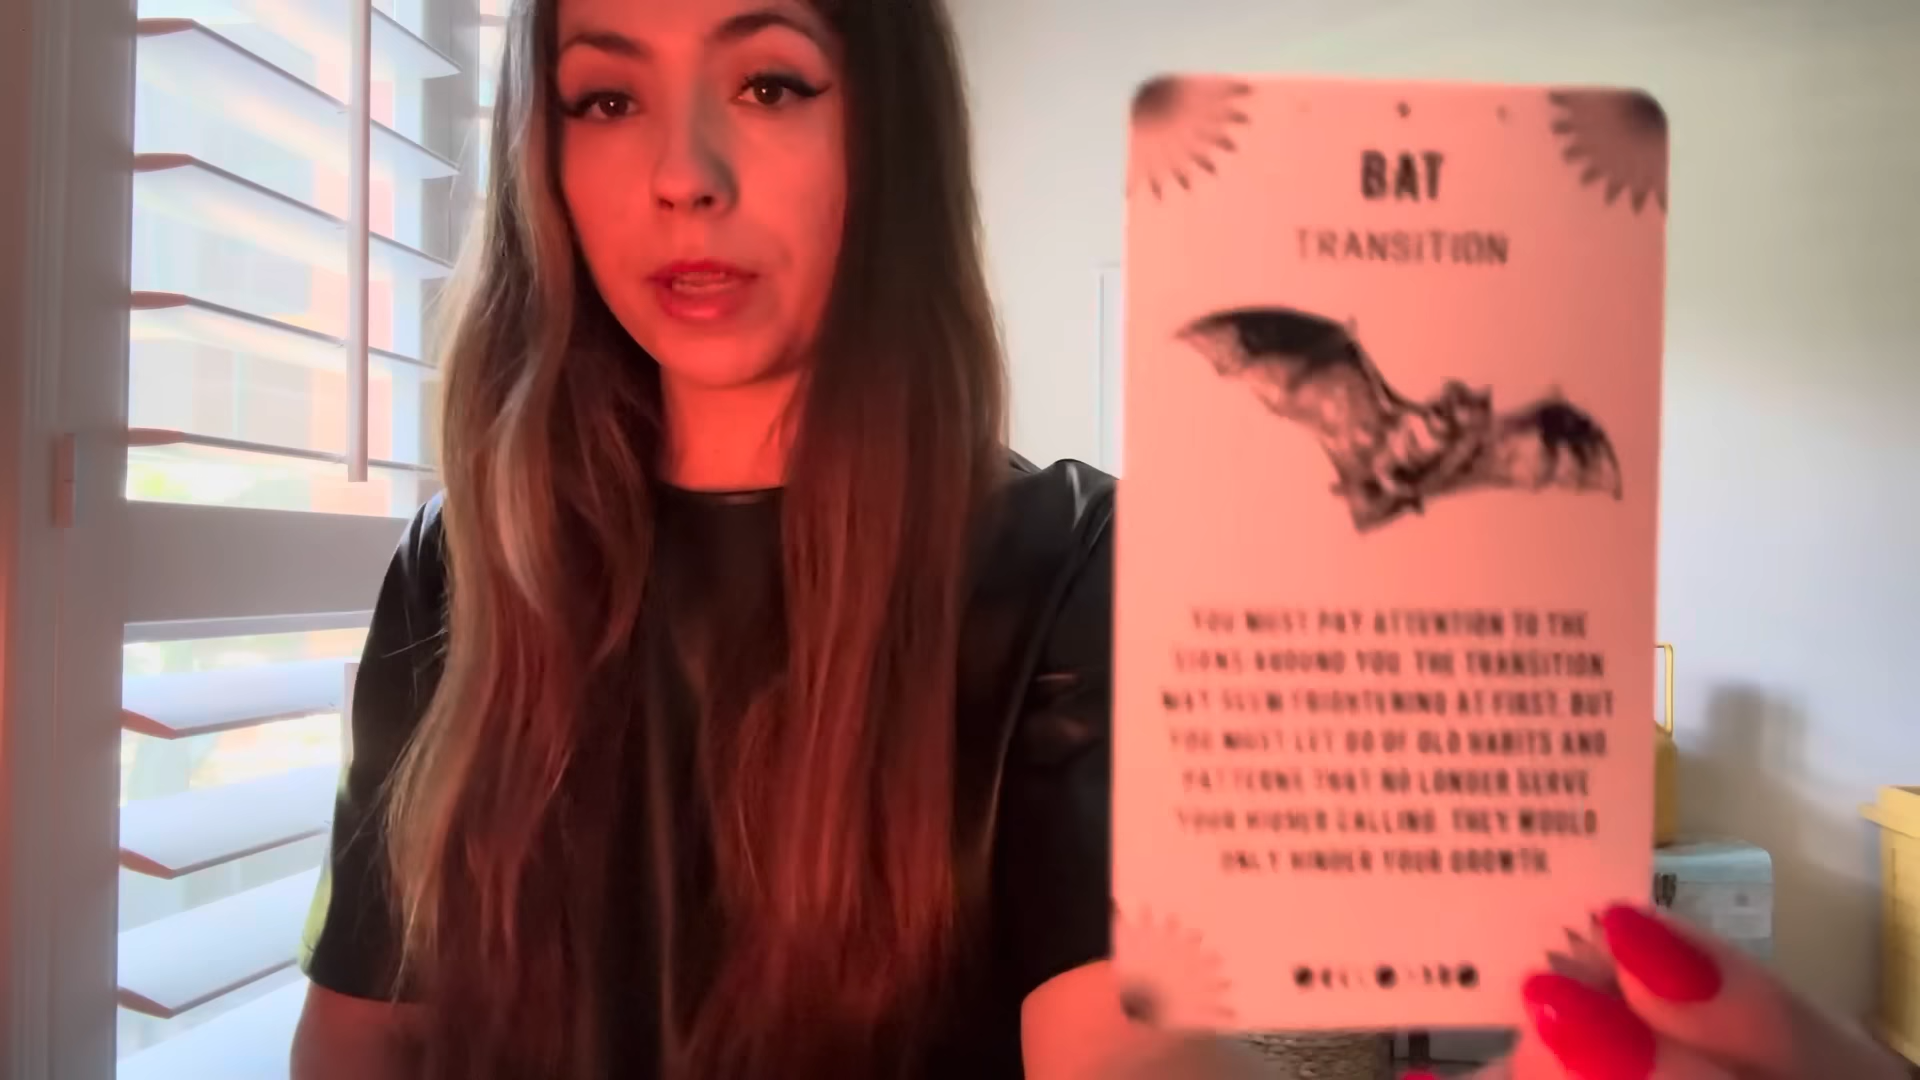 BAT
TRANSITION
YOU MUST PAY ATTENTION TO THE
SIGNS AROUND YOU. THE TRANSITION
MAY SEEM FRIGHTENING AT FIRST, BUT
YOU MUST LET GO OF OLD HABITS AND
PATTERNS THAT NO LONGER SERVE
YOUR HIGHER CALLING. THEY WOULD
ONLY HINDER YOUR GROWTH.